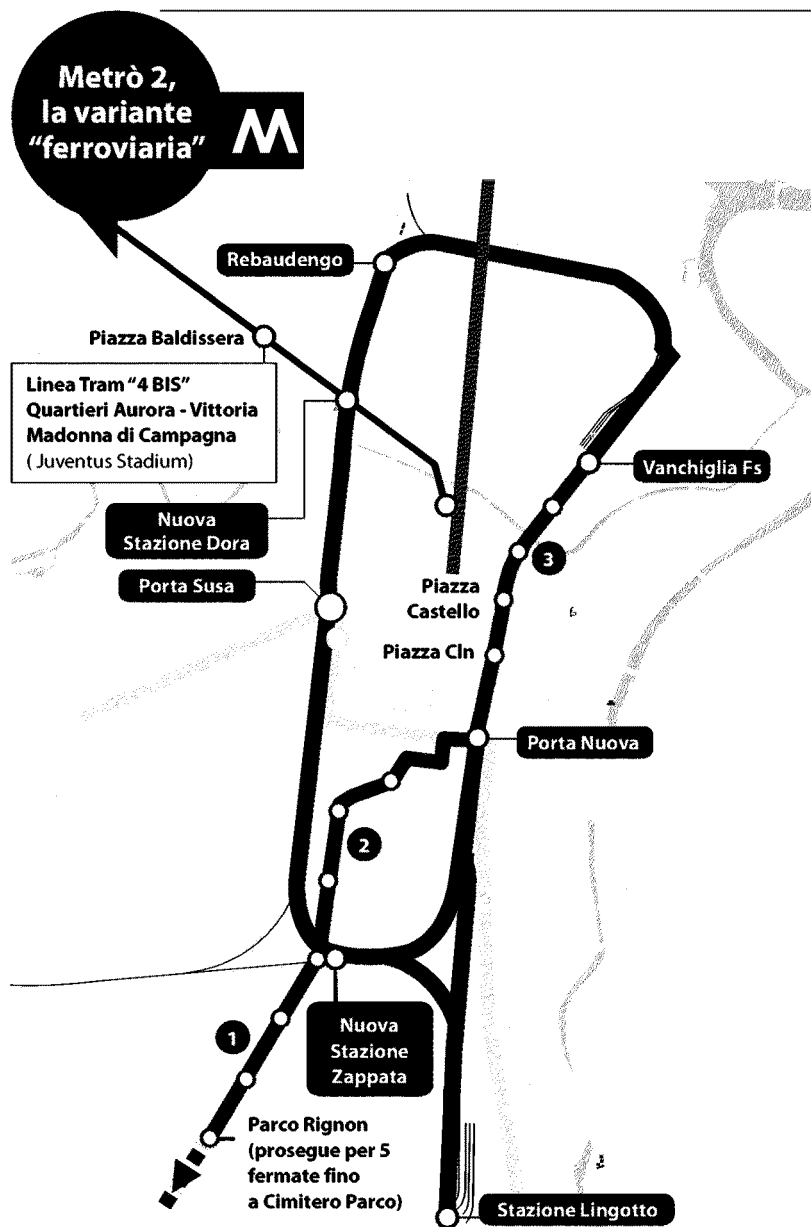 Metrò 2,
la variante
“ferroviaria”
M
Rebaudengo
Piazza Baldissera
Linea Tram “4 BIS”
Quartieri Aurora - Vittoria
Madonna di Campagna
( Juventus Stadium)
Vanchiglia Fs
Nuova
Stazione Dora
3
Porta Susa
Piazza
Castello
Piazza Cln
Porta Nuova
2
1
Nuova
Stazione
Zappata
Parco Rignon
(prosegue per 5
fermate fino
a Cimitero Parco)
Stazione Lingotto